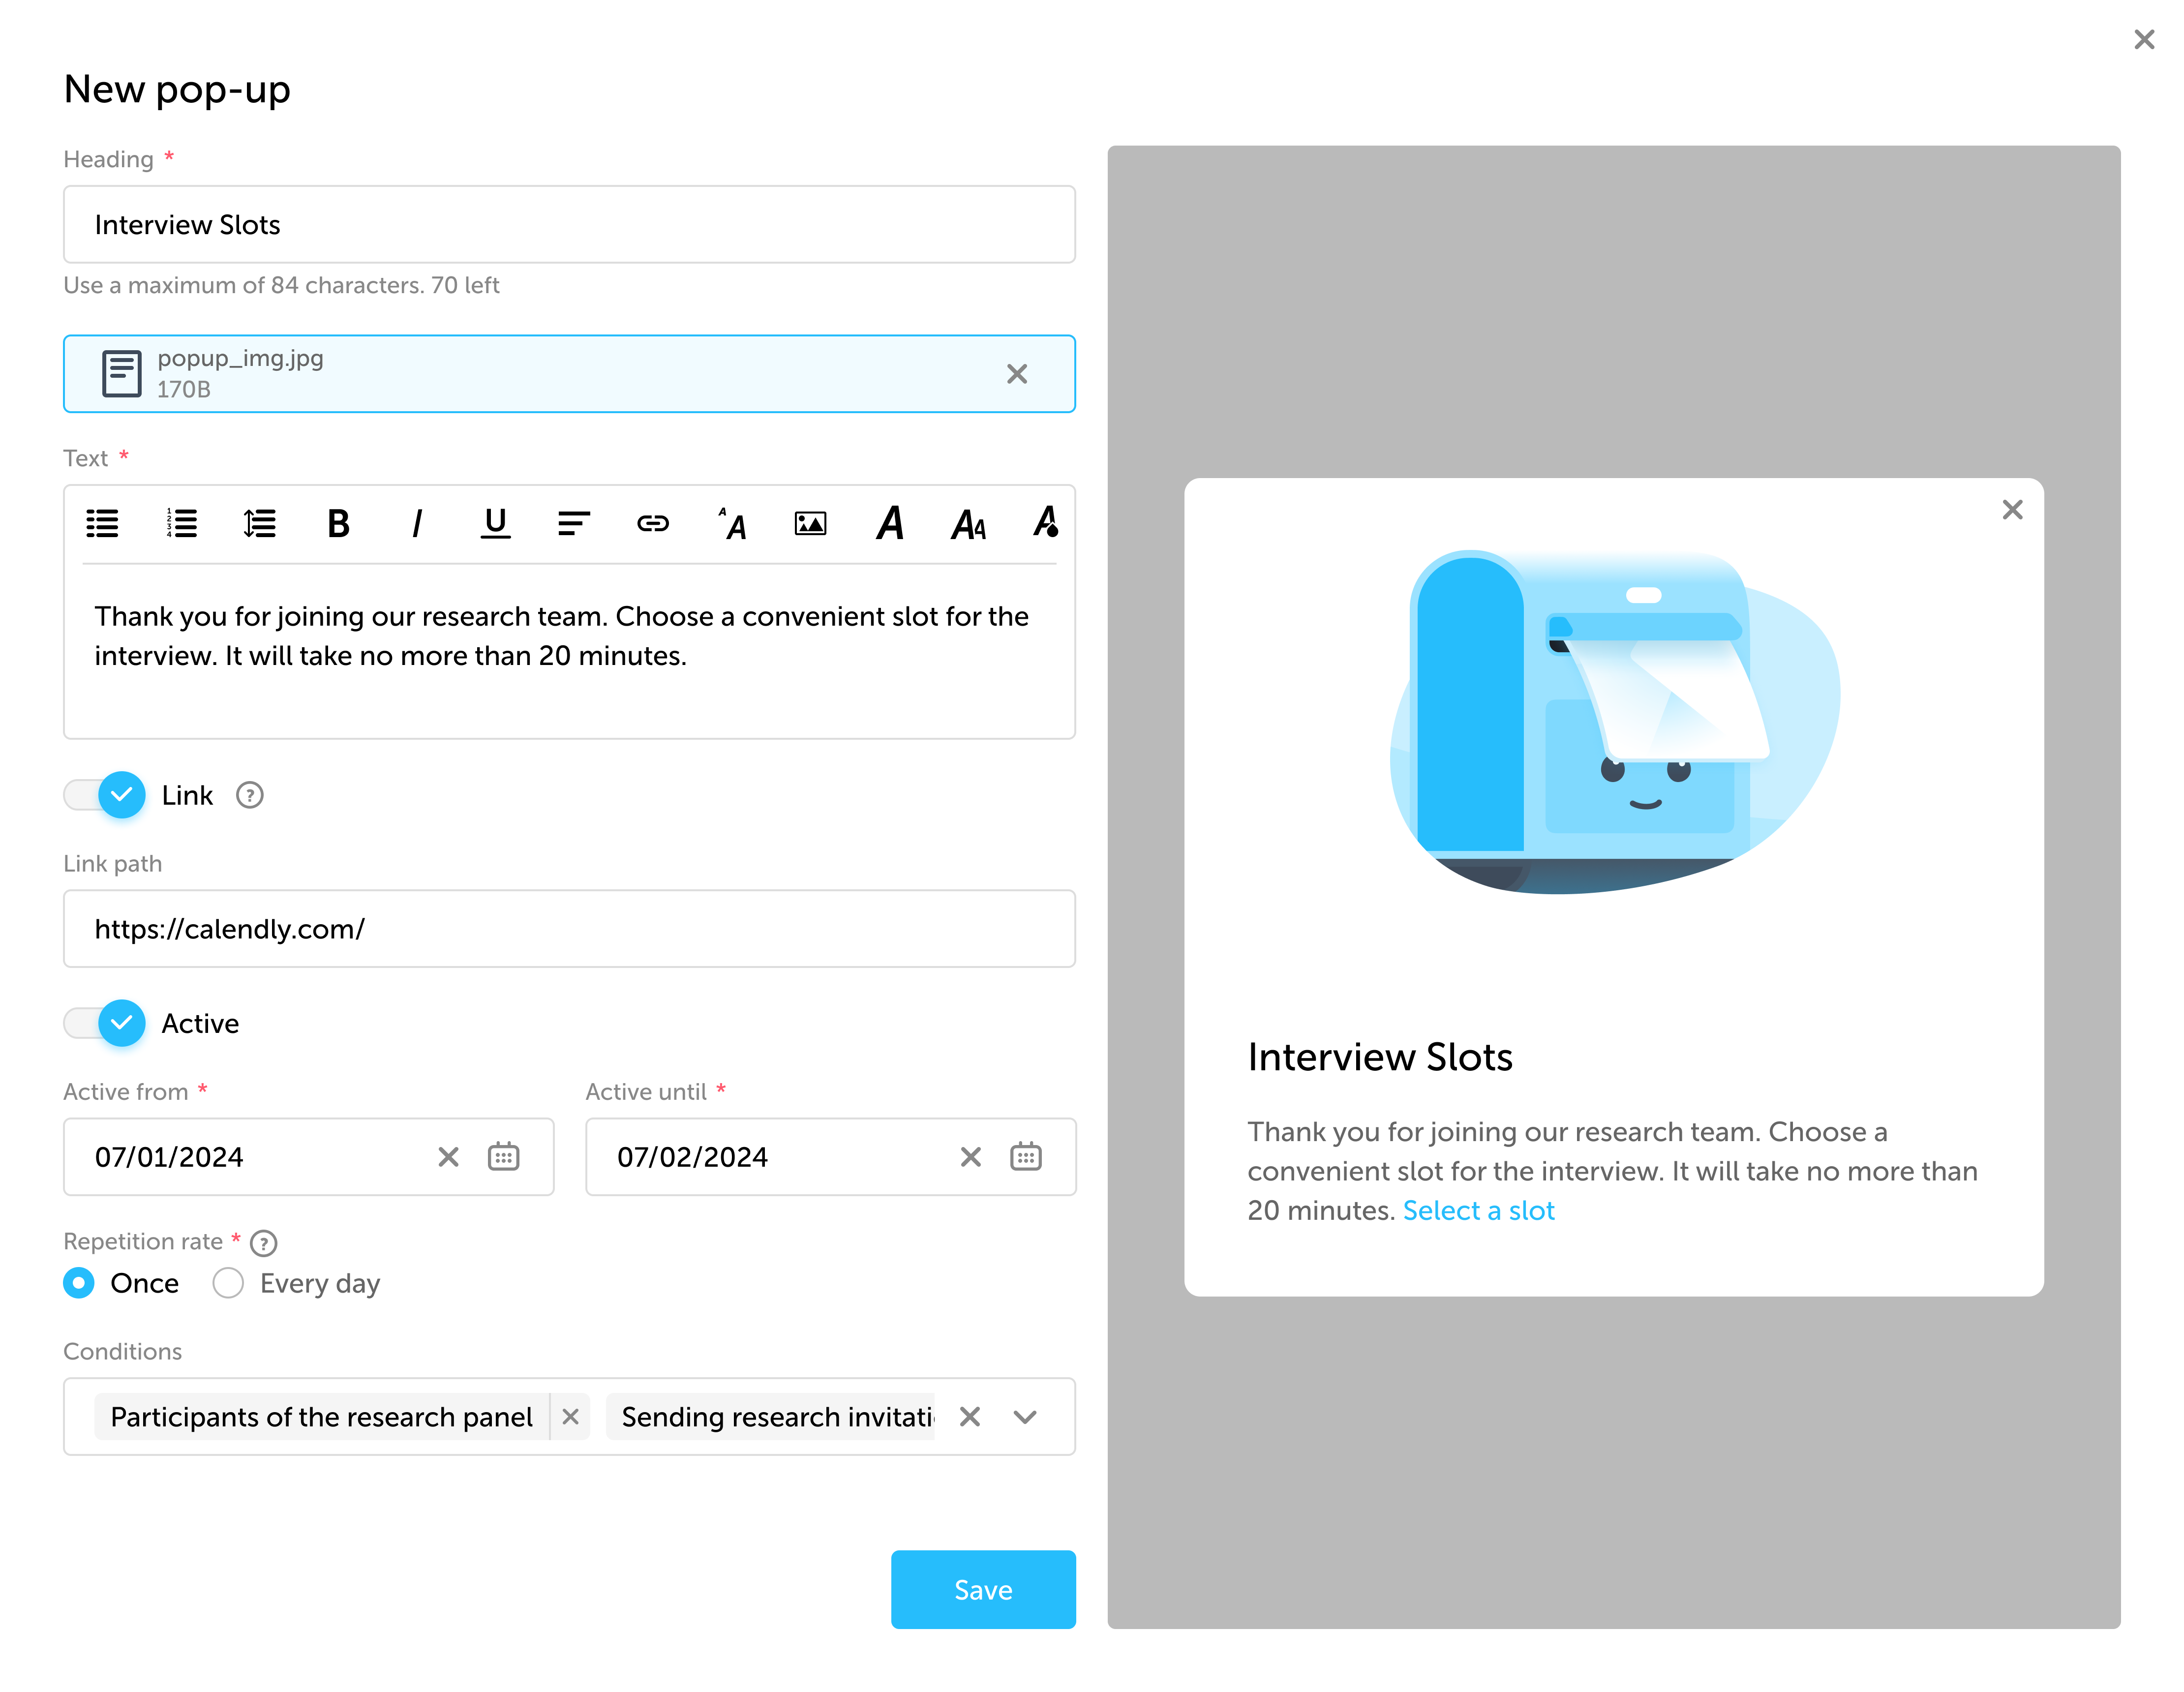 New pop-up
Heading *
Interview Slots
Use a maximum of 84 characters. 70 left
popup_img.jpg
170B
Text *
B I U A A A A A A
Thank you for joining our research team. Choose a convenient slot for the
interview. It will take no more than 20 minutes.
Link ?
Link path
https://calendly.com/
Active
Active from * Active until *
07/01/2024 07/02/2024
Repetition rate * ?
Once Every day
Conditions
Participants of the research panel Sending research invitati
Save
Interview Slots
Thank you for joining our research team. Choose a
convenient slot for the interview. It will take no more than
20 minutes. Select a slot